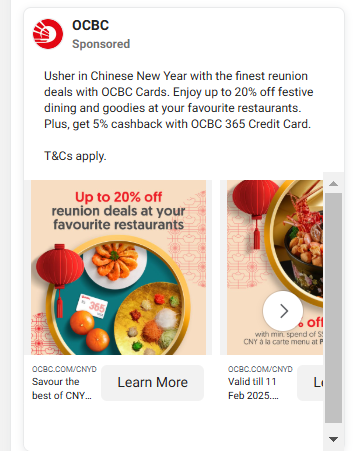 OCBC
Sponsored
Usher in Chinese New Year with the finest reunion
deals with OCBC Cards. Enjoy up to 20% off festive
dining and goodies at your favourite restaurants.
Plus, get 5% cashback with OCBC 365 Credit Card.
T&Cs apply.
Up to 20% off
reunion deals at your
favourite restaurants
365
OCBC.COM/CNYD
Savour the
best of CNY...
Learn More
% off
with min. spend of S$
CNY à la carte menu at P
OCBC.COM/CNYD
Valid till 11
Feb 2025....
Le